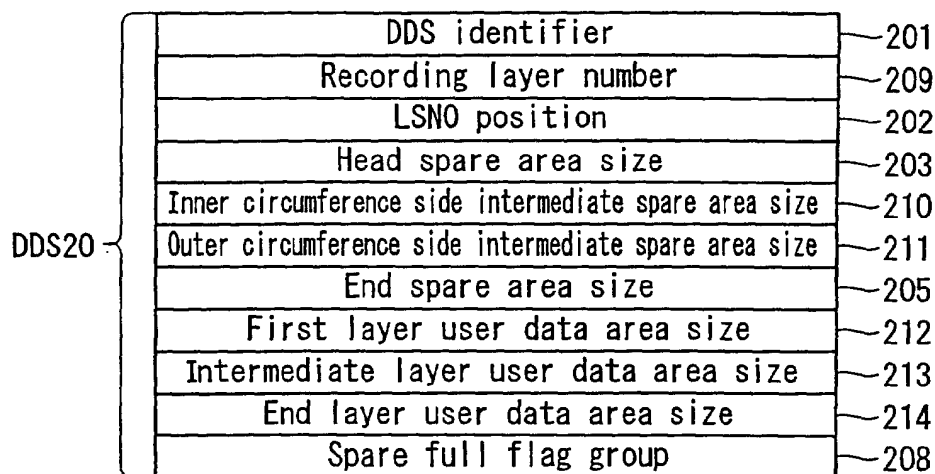 DDS identifier 201
Recording layer number 209
LSNO position 202
Head spare area size 203
Inner circumference side intermediate spare area size 210
DDS20 Outer circumference side intermediate spare area size 211
End spare area size 205
First layer user data area size 212
Intermediate layer user data area size 213
End layer user data area size 214
Spare full flag group 208